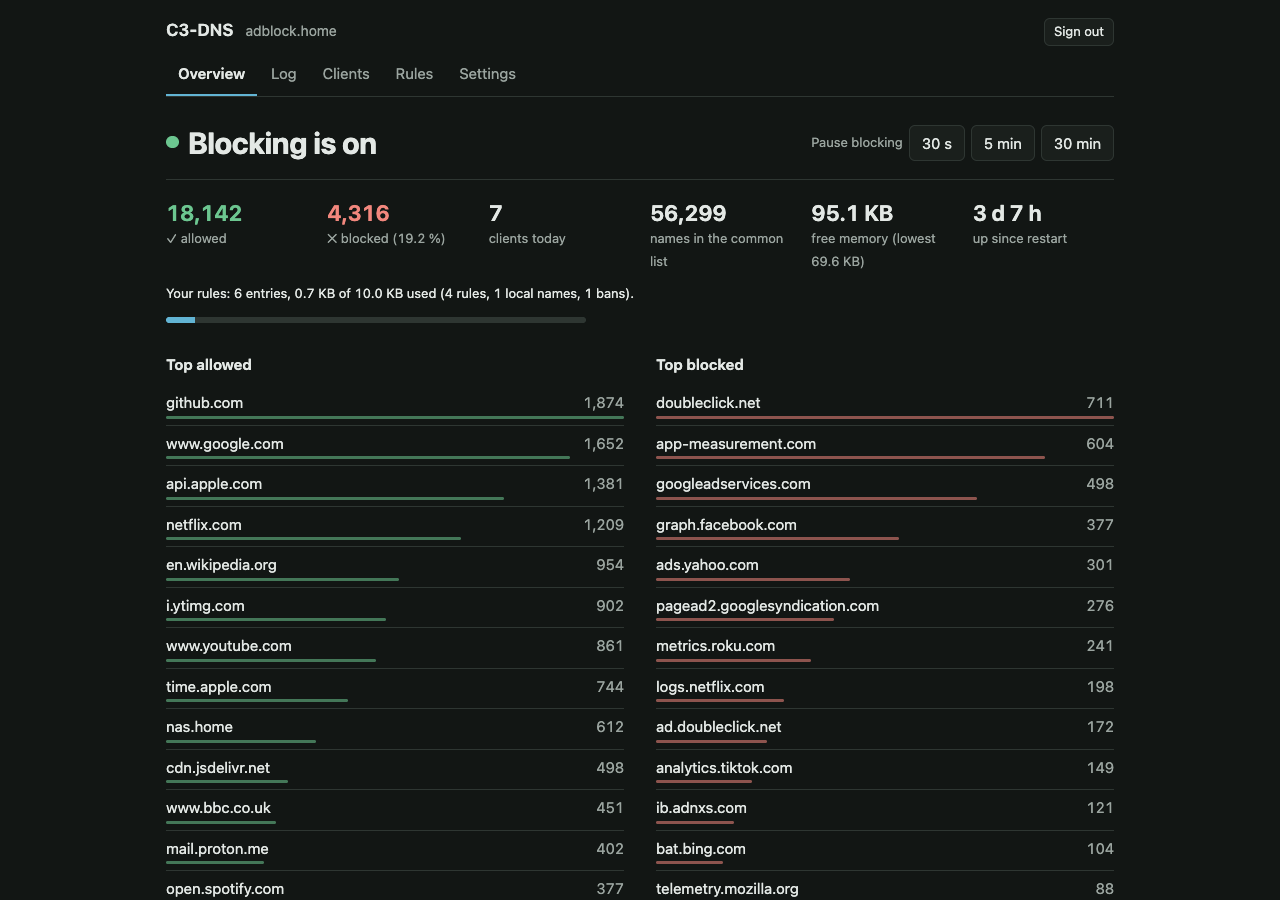 C3-DNS adblock.home
Sign out
Overview Log Clients Rules Settings
Blocking is on
Pause blocking 30 s 5 min 30 min
18,142
✓ allowed
4,316
✕ blocked (19.2 %)
7
clients today
56,299
names in the common
list
95.1 KB
free memory (lowest
69.6 KB)
3 d 7 h
up since restart
Your rules: 6 entries, 0.7 KB of 10.0 KB used (4 rules, 1 local names, 1 bans).
Top allowed
github.com 1,874
www.google.com 1,652
api.apple.com 1,381
netflix.com 1,209
en.wikipedia.org 954
i.ytimg.com 902
www.youtube.com 861
time.apple.com 744
nas.home 612
cdn.jsdelivr.net 498
www.bbc.co.uk 451
mail.proton.me 402
open.spotify.com 377
Top blocked
doubleclick.net 711
app-measurement.com 604
googleadservices.com 498
graph.facebook.com 377
ads.yahoo.com 301
pagead2.googlesyndication.com 276
metrics.roku.com 241
logs.netflix.com 198
ad.doubleclick.net 172
analytics.tiktok.com 149
ib.adnxs.com 121
bat.bing.com 104
telemetry.mozilla.org 88